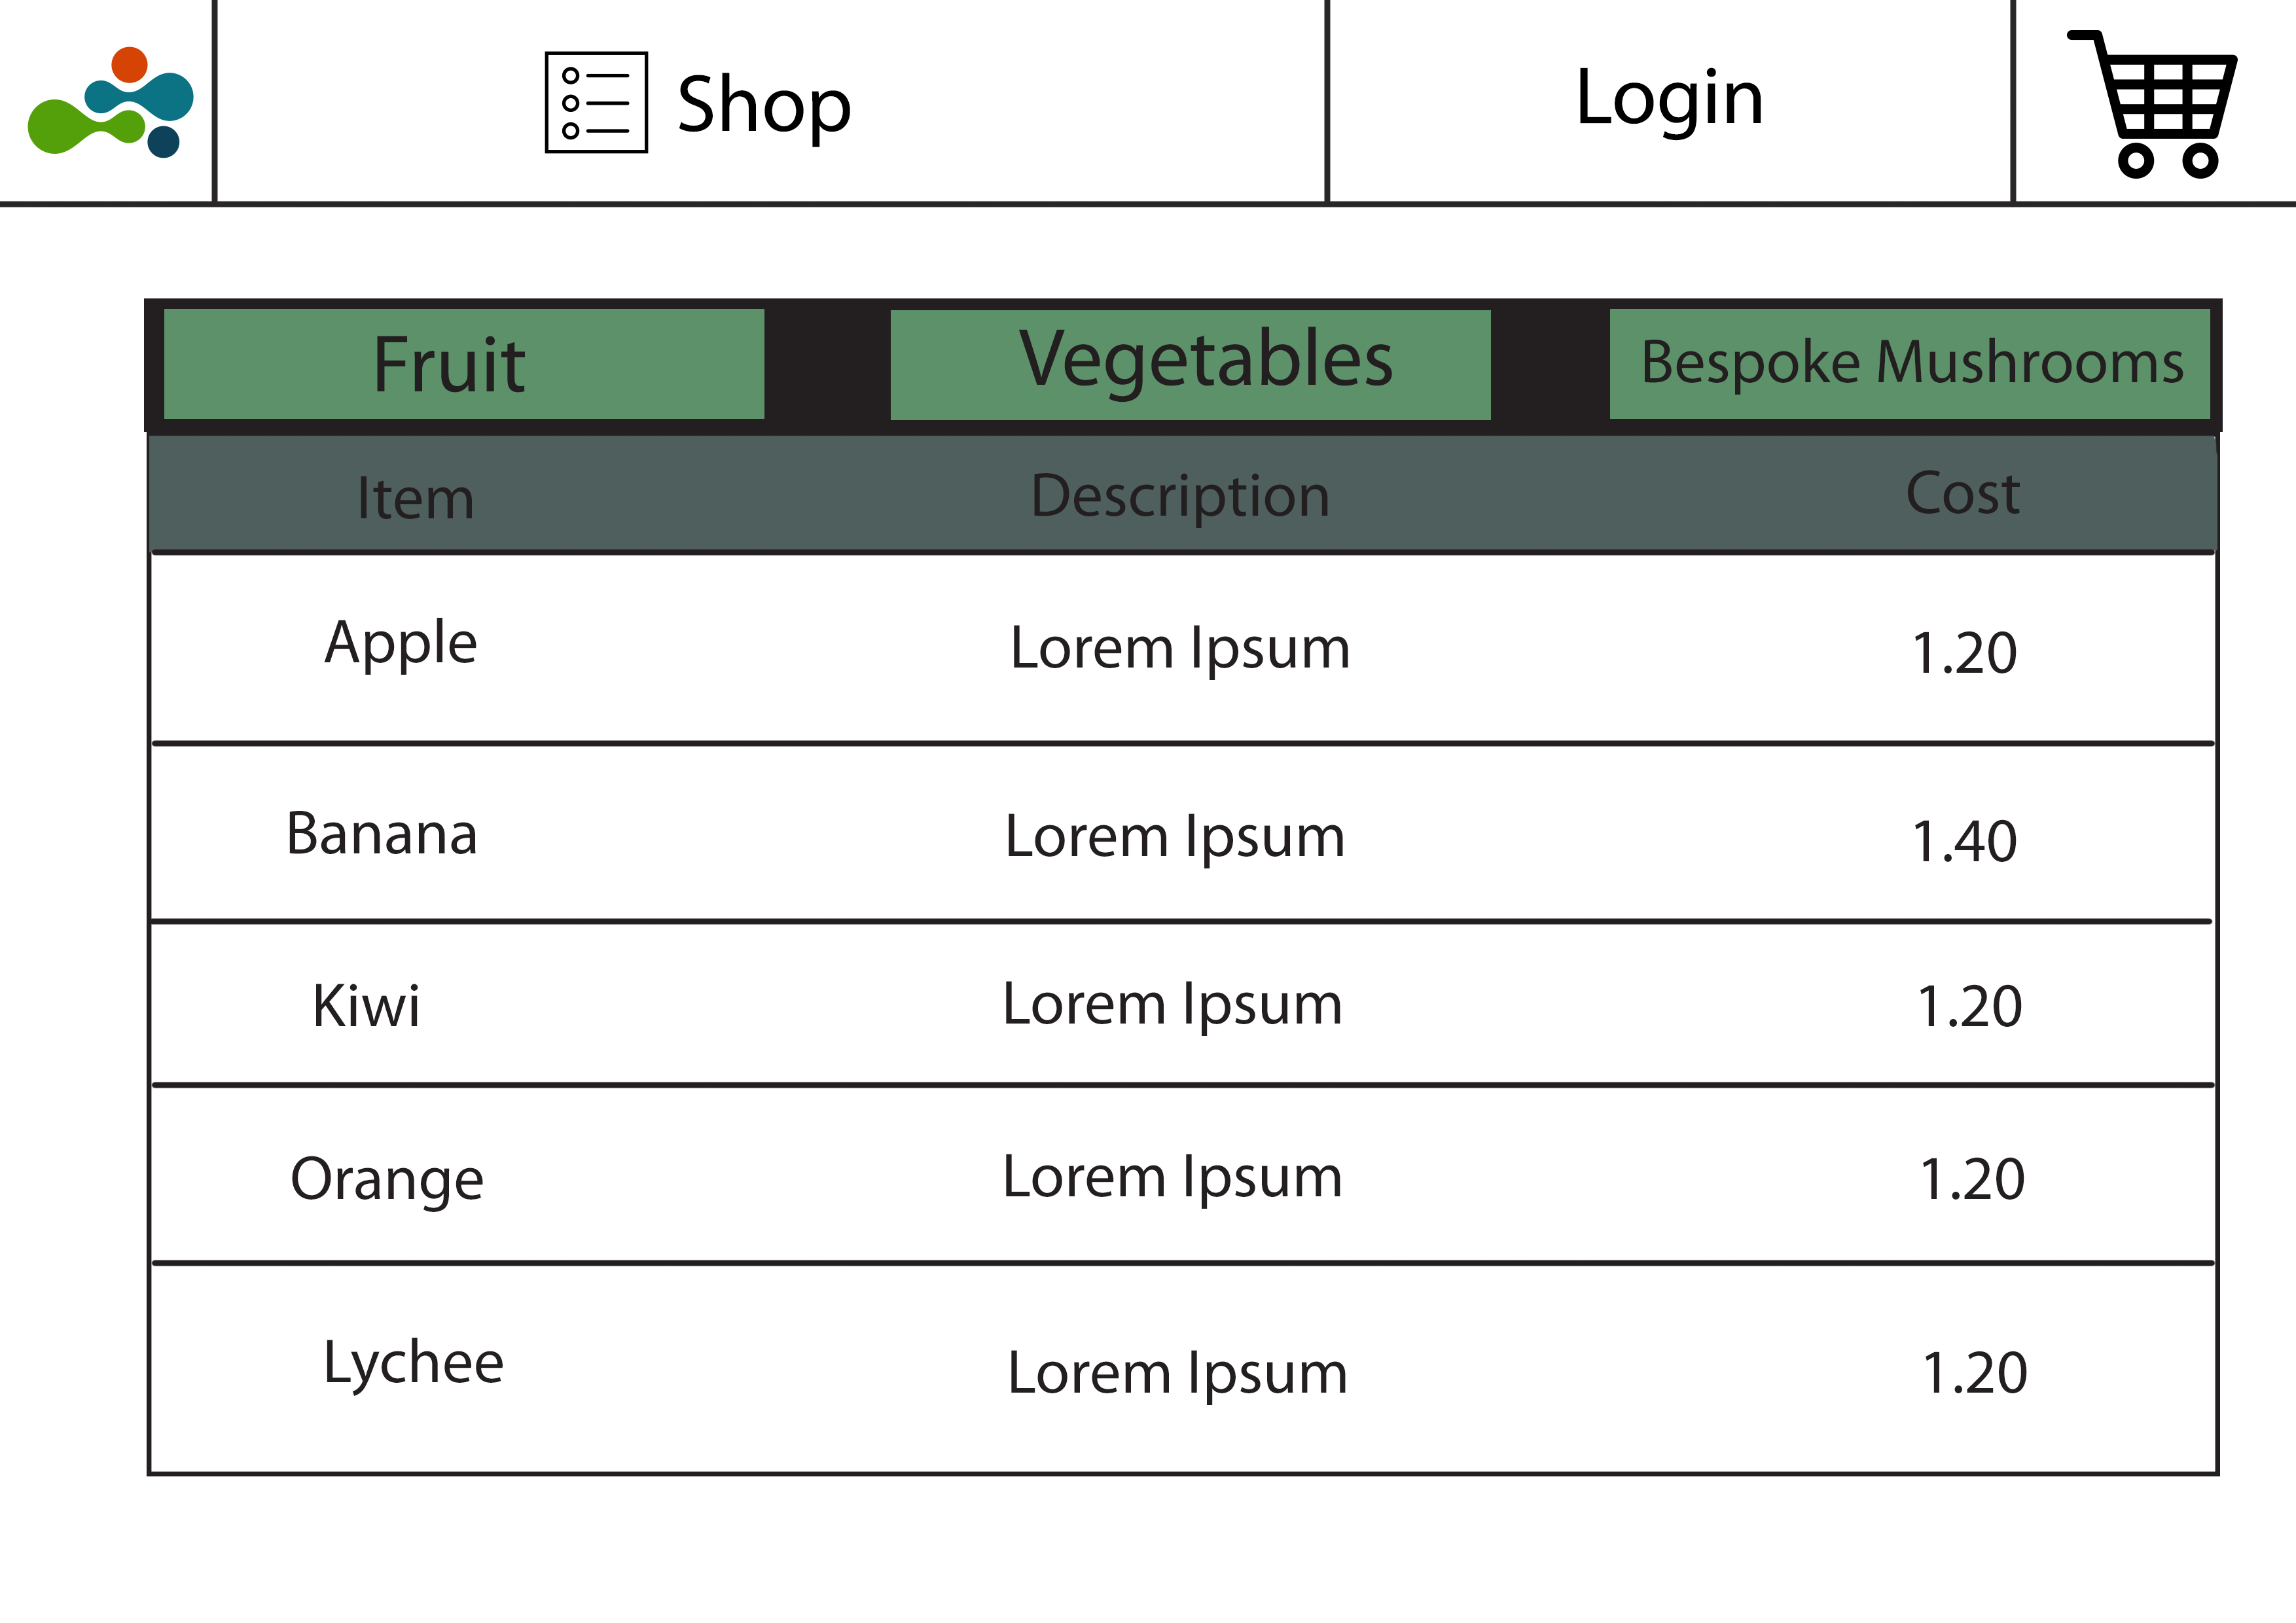 Shop
Login
Fruit
Vegetables
Bespoke Mushrooms
Item Description Cost
Apple Lorem Ipsum 1.20
Banana Lorem Ipsum 1.40
Kiwi Lorem Ipsum 1.20
Orange Lorem Ipsum 1.20
Lychee Lorem Ipsum 1.20